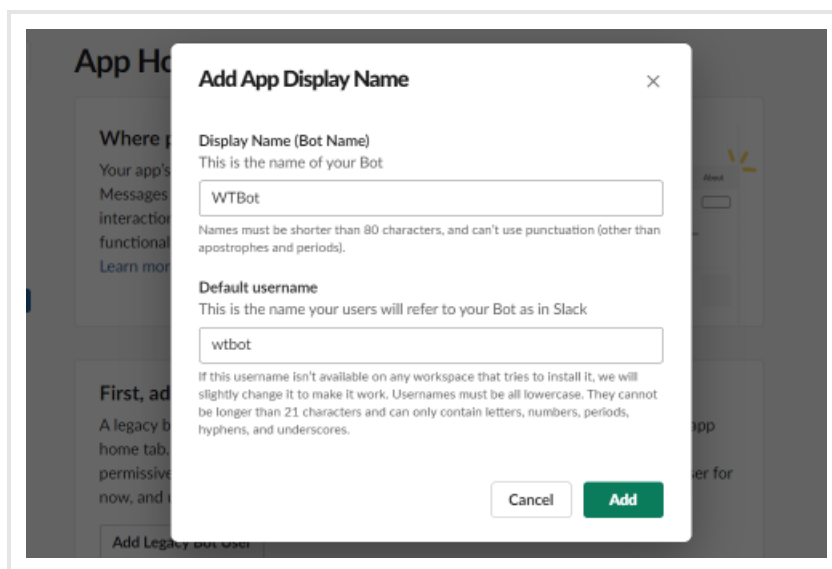 App Ho
Add App Display Name
Where p
Display Name (Bot Name)
Your app's
This is the name of your Bot
About
Messages
WTBot
interaction
Names must be shorter than 80 characters, and can't use punctuation (other than
functional
apostrophes and periods).
Learn mor
Default username
This is the name your users will refer to your Bot as in Slack
wtbot
If this username isn't available on any workspace that tries to install it, we will
First, ad
slightly change it to make it work. Usernames must be all lowercase. They cannot
be longer than 21 characters and can only contain letters, numbers, periods,
A legacy b
app
hyphens, and underscores.
home tab.
permissive
ser for
now, and
Cancel
Add
Add Legacy Bot User